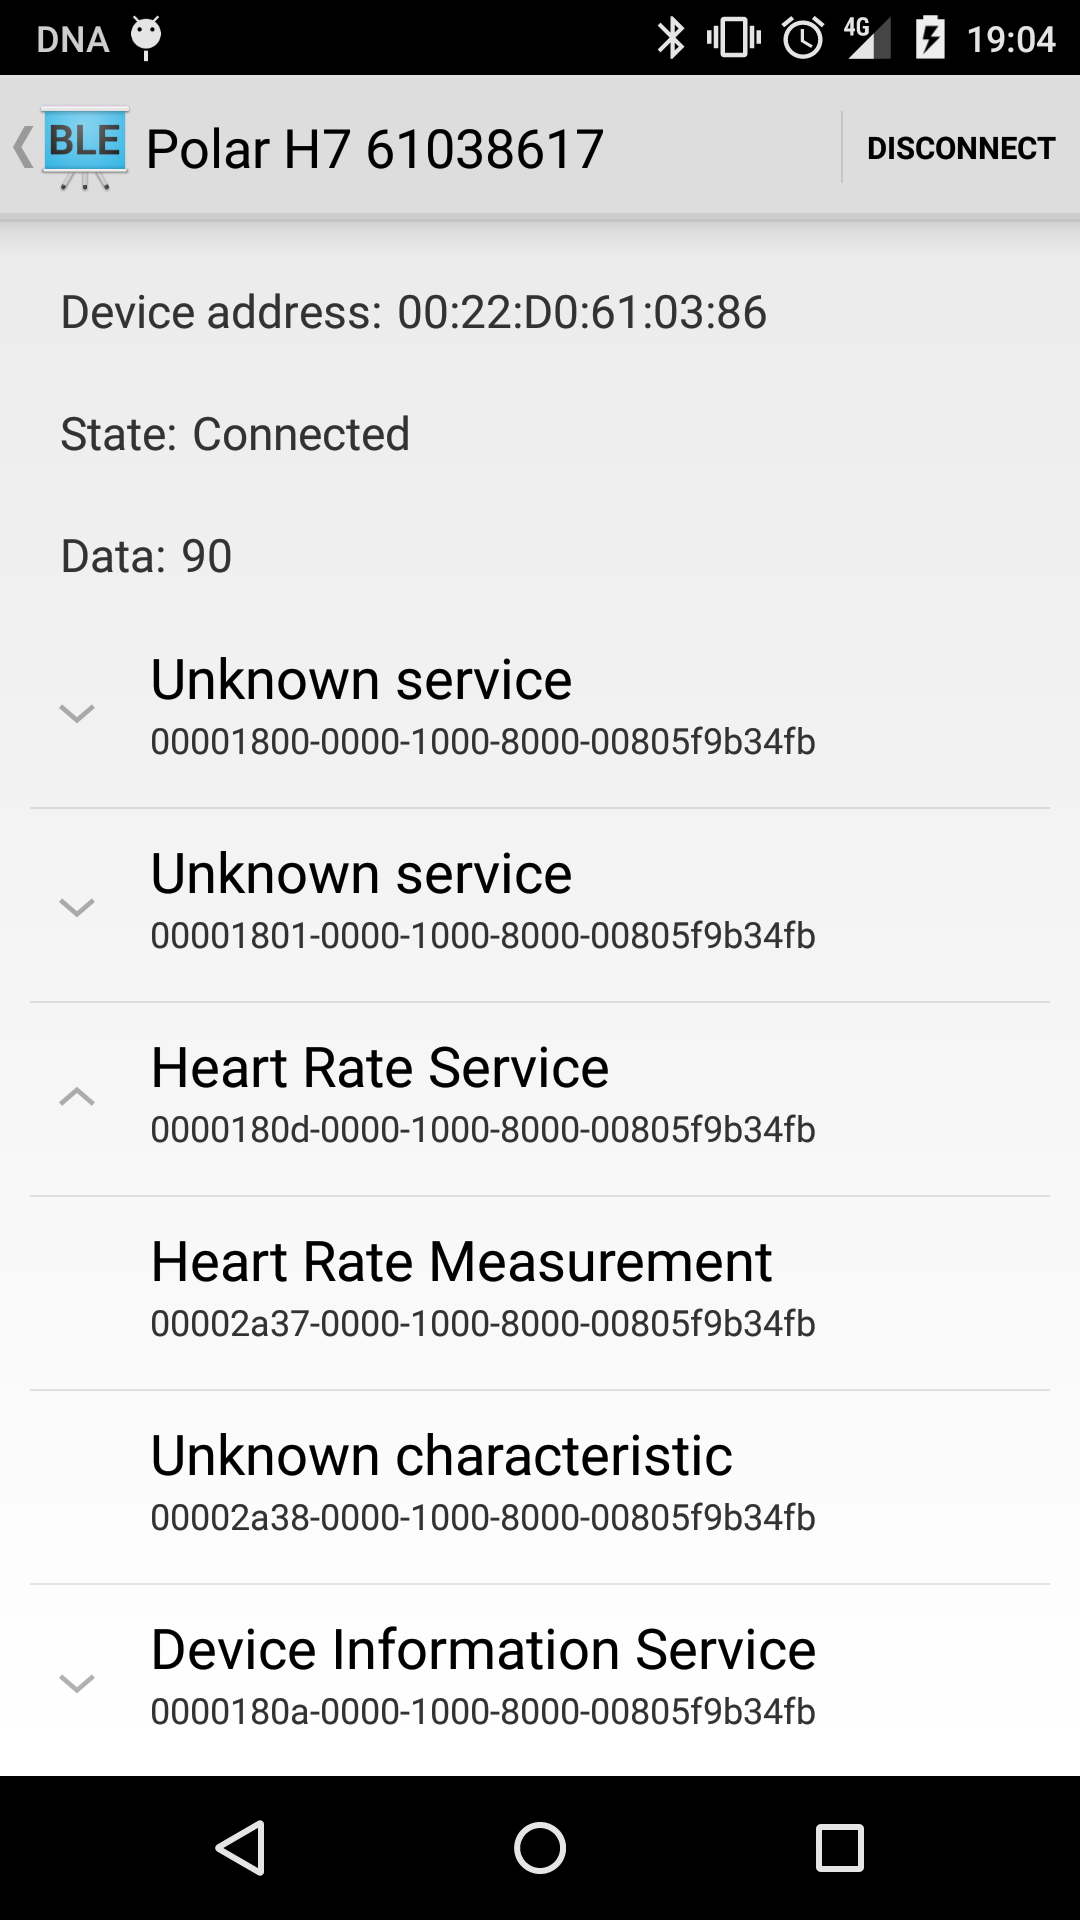 DNA 4G 19:04
BLE Polar H7 61038617 DISCONNECT
Device address: 00:22:D0:61:03:86
State: Connected
Data: 90
Unknown service
00001800-0000-1000-8000-00805f9b34fb
Unknown service
00001801-0000-1000-8000-00805f9b34fb
Heart Rate Service
0000180d-0000-1000-8000-00805f9b34fb
Heart Rate Measurement
00002a37-0000-1000-8000-00805f9b34fb
Unknown characteristic
00002a38-0000-1000-8000-00805f9b34fb
Device Information Service
0000180a-0000-1000-8000-00805f9b34fb